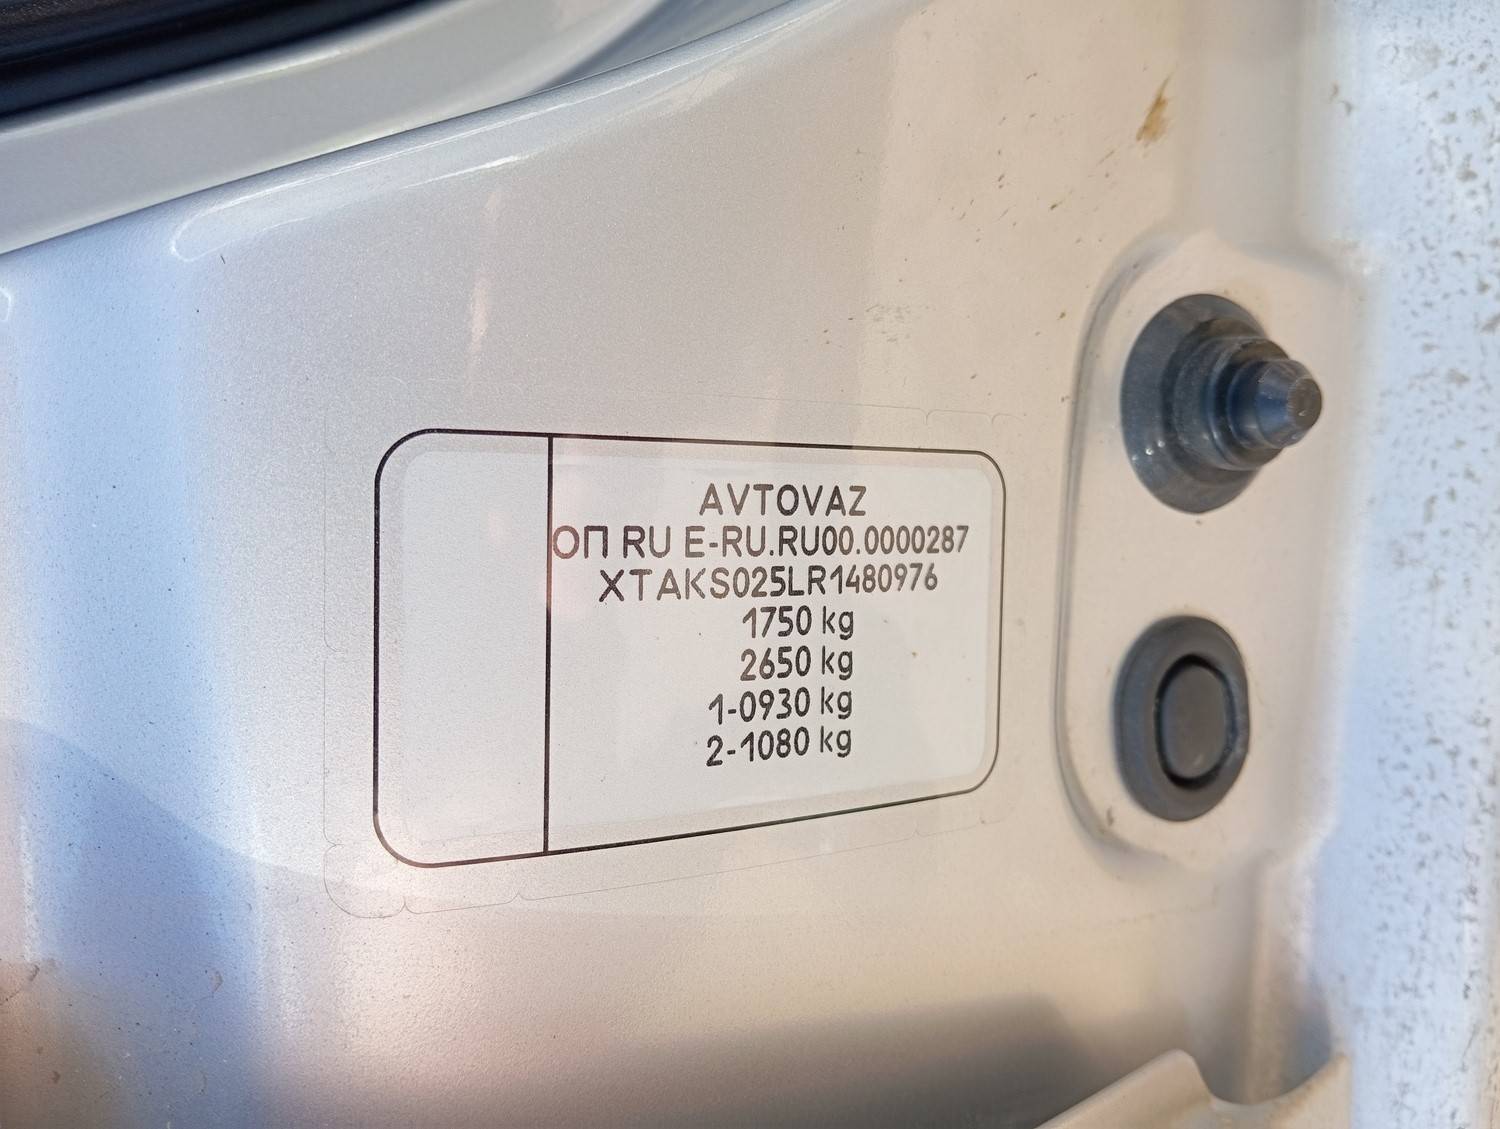 AVTOVAZ
ОП RU E-RU.RU00.0000287
XTAKS025LR1480976
1750 kg
2650 kg
1-0930 kg
2-1080 kg